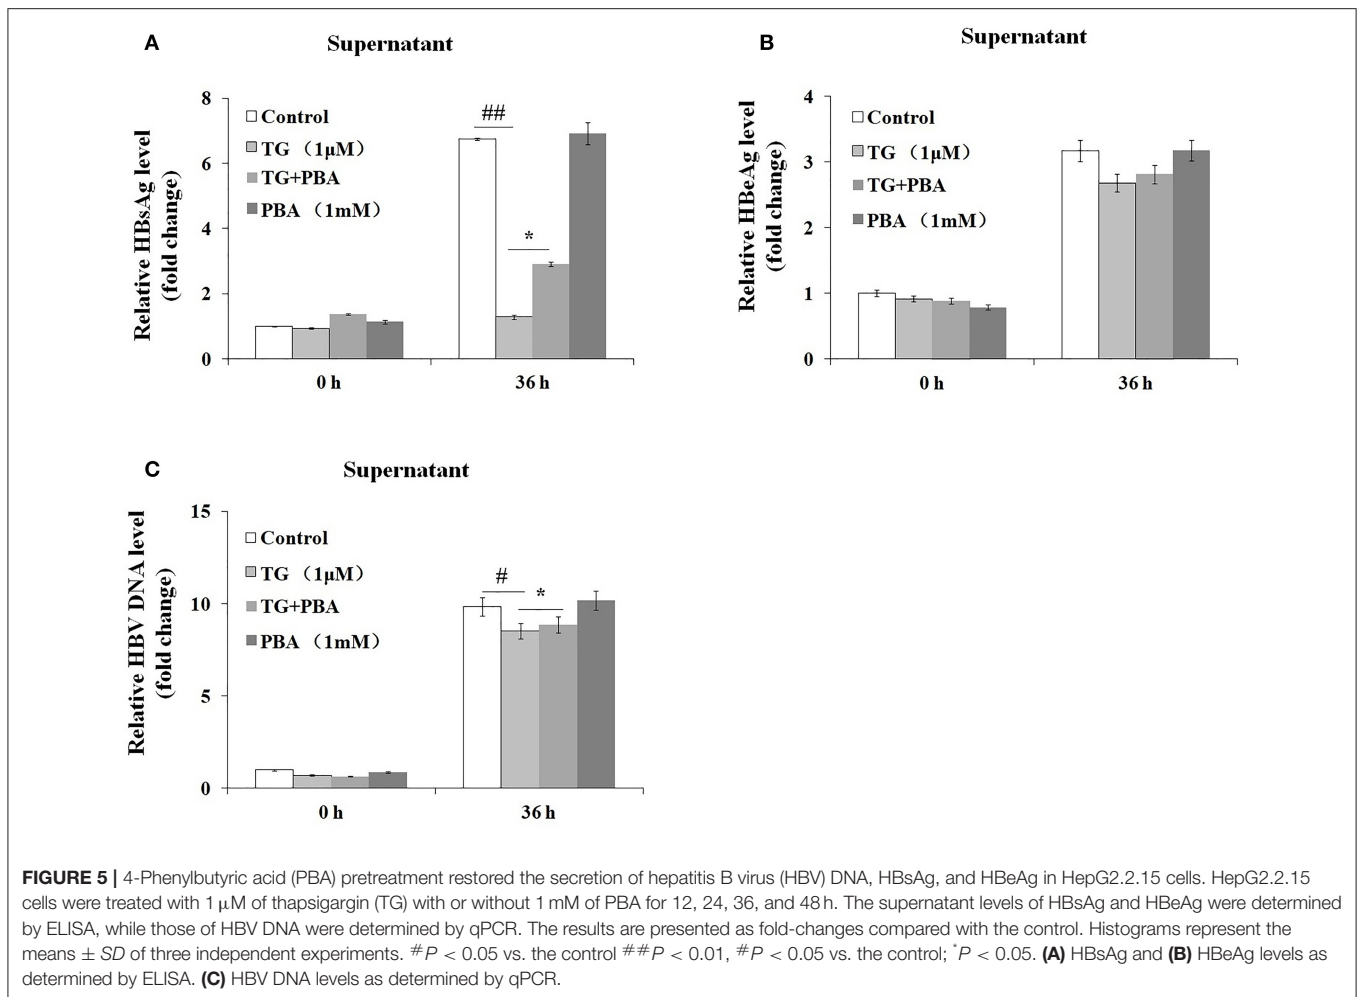 A
Supernatant
Relative HBsAg level
(fold change)
8
6
4
2
0
Control
TG （1μM）
TG+PBA
PBA （1mM）
##
*
0 h
36 h
B
Supernatant
Relative HBeAg level
(fold change)
4
3
2
1
0
Control
TG （1μM）
TG+PBA
PBA （1mM）
0 h
36 h
C
Supernatant
Relative HBV DNA level
(fold change)
15
10
5
0
Control
TG （1μM）
TG+PBA
PBA （1mM）
#
*
0 h
36 h
FIGURE 5 | 4-Phenylbutyric acid (PBA) pretreatment restored the secretion of hepatitis B virus (HBV) DNA, HBsAg, and HBeAg in HepG2.2.15 cells. HepG2.2.15
cells were treated with 1 μM of thapsigargin (TG) with or without 1 mM of PBA for 12, 24, 36, and 48 h. The supernatant levels of HBsAg and HBeAg were determined
by ELISA, while those of HBV DNA were determined by qPCR. The results are presented as fold-changes compared with the control. Histograms represent the
means ± SD of three independent experiments. #P < 0.05 vs. the control ##P < 0.01, #P < 0.05 vs. the control; *P < 0.05. (A) HBsAg and (B) HBeAg levels as
determined by ELISA. (C) HBV DNA levels as determined by qPCR.